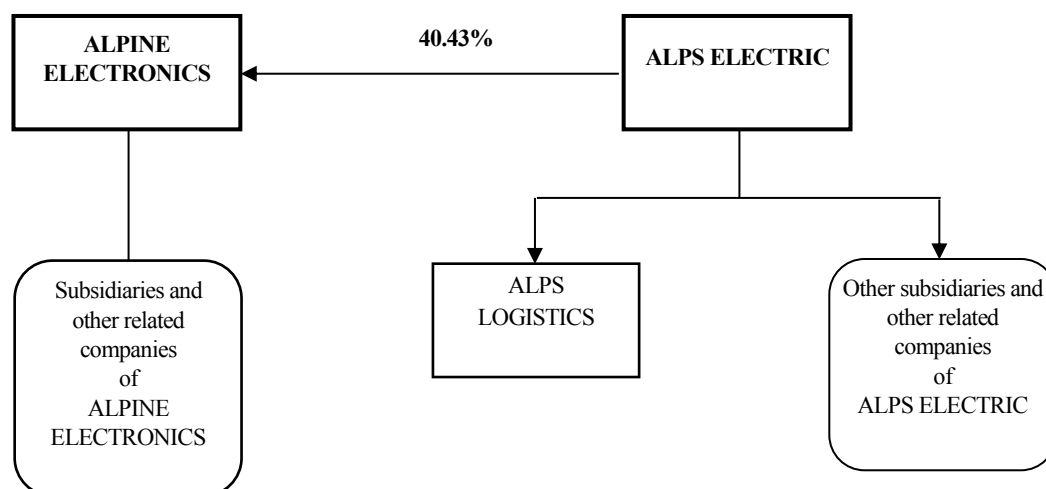 ALPINE
ELECTRONICS
40.43%
ALPS ELECTRIC
Subsidiaries and
other related
companies
of
ALPINE
ELECTRONICS
ALPS
LOGISTICS
Other subsidiaries and
other related
companies
of
ALPS ELECTRIC